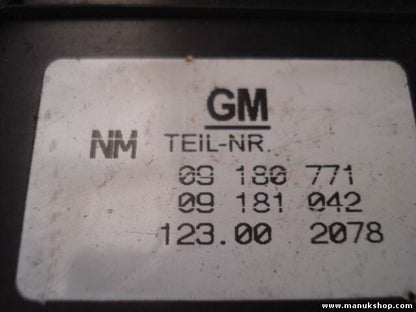 GM
NM TEIL-NR.
09 180 771
09 181 042
123.00 2078
www.manukshop.com